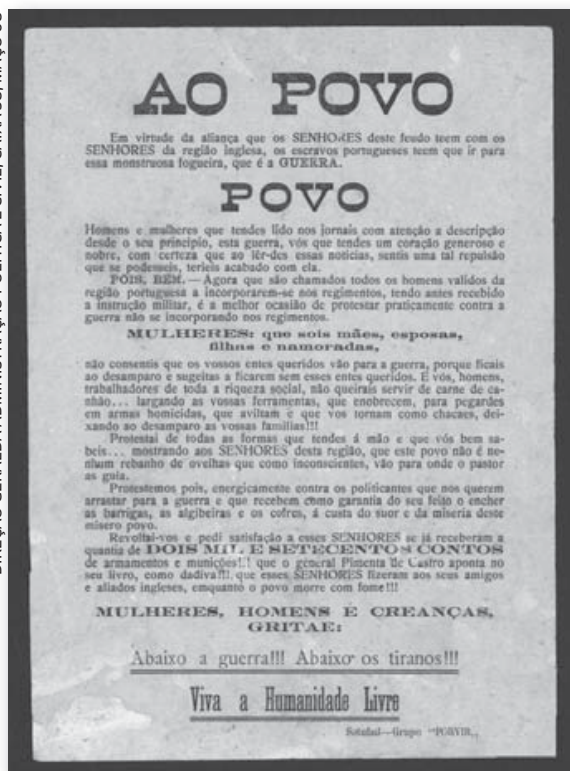 AO POVO
Em virtude da aliança que os SENHORES deste feudo teem com os
SENHORES da região inglesa, os escravos portugueses teem que ir para
essa monstruosa fogueira, que é a GUERRA.
POVO
Homens e mulheres que tendes lido nos jornais com atenção a descripção
desde o seu principio, esta guerra, vós que tendes um coração generoso e
nobre, com certeza que ao lêr-des essas noticias, sentis uma tal repulsão
que se podesseis, terieis acabado com ela.
POIS, BEM.—Agora que são chamados todos os homens validos da
região portuguesa a incorporarem-se nos regimentos, tendo antes recebido
a instrução militar, é a melhor ocasião de protestar praticamente contra a
guerra não se incorporando nos regimentos.
MULHERES: que sois mães, esposas,
filhas e namoradas,
não consentis que os vossos entes queridos vão para a guerra, porque ficais
ao desamparo e sugeitas a ficarem sem esses entes queridos. E vós, homens,
trabalhadores de toda a riqueza social, não queirais servir de carne de ca-
nhão... largando as vossas ferramentas, que enobrecem, para pegardes
em armas homicidas, que aviltam e que vos tornam como chacaes, dei-
xando ao desamparo as vossas familias!!!
Protestai de todas as formas que tendes á mão e que vós bem sa-
beis... mostrando aos SENHORES desta região, que este povo não é ne-
nhum rebanho de ovelhas que como inconscientes, vão para onde o pastor
as guia.
Protestemos pois, energicamente contra os politicantes que nos querem
arrastar para a guerra e que recebem como garantia do seu feito o encher
as barrigas, as algibeiras e os cofres, á custa do suor e da miseria deste
misero povo.
Revoltai-vos e pedi satisfação a esses SENHORES se já receberam a
quantia de DOIS MIL E SETECENTOS CONTOS
de armamentos e munições!!! que o general Pimenta de Castro aponta no
seu livro, como dadiva!!! que esses SENHORES fizeram aos seus amigos
e aliados ingleses, emquanto o povo morre com fome!!!
MULHERES, HOMENS E CREANÇAS,
GRITAE:
Abaixo a guerra!!! Abaixo os tiranos!!!
Viva a Humanidade Livre
Setubal—Grupo "PORVIR„